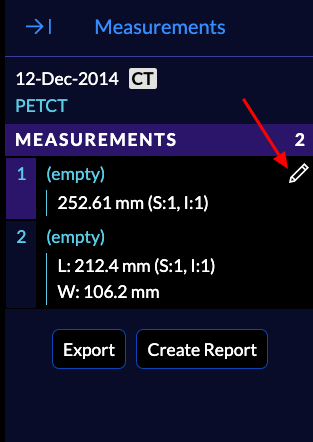 Measurements
12-Dec-2014 CT
PETCT
MEASUREMENTS 2
1 (empty)
252.61 mm (S:1, I:1)
2 (empty)
L: 212.4 mm (S:1, I:1)
W: 106.2 mm
Export Create Report